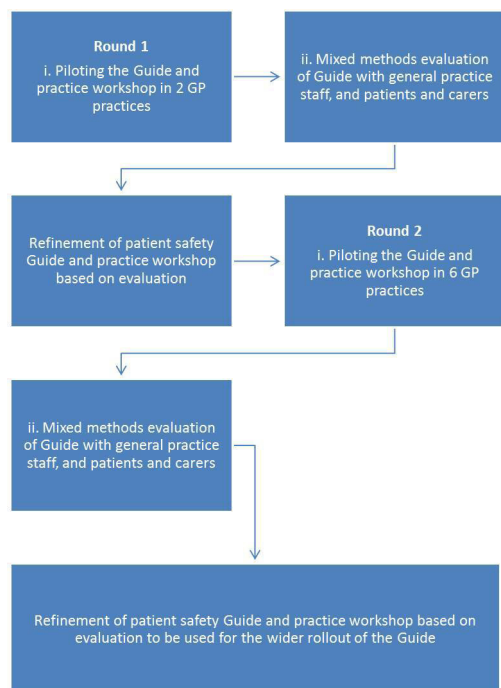 Round 1
i. Piloting the Guide and
practice workshop in 2 GP
practices
ii. Mixed methods evaluation
of Guide with general practice
staff, and patients and carers
Refinement of patient safety
Guide and practice workshop
based on evaluation
Round 2
i. Piloting the Guide and
practice workshop in 6 GP
practices
ii. Mixed methods evaluation
of Guide with general practice
staff, and patients and carers
Refinement of patient safety Guide and practice workshop based on
evaluation to be used for the wider rollout of the Guide